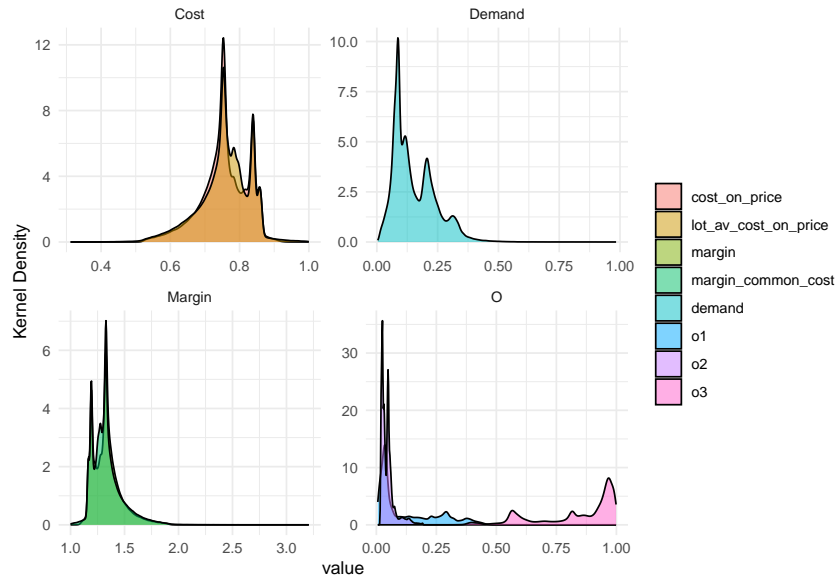 Cost
Demand
12
8
4
0
0.4
0.6
0.8
1.0
10.0
7.5
5.0
2.5
0.0
0.00
0.25
0.50
0.75
1.00
Kernel Density
Margin
O
6
4
2
0
1.0
1.5
2.0
2.5
3.0
30
20
10
0
0.00
0.25
0.50
0.75
1.00
value
cost_on_price
lot_av_cost_on_price
margin
margin_common_cost
demand
o1
o2
o3